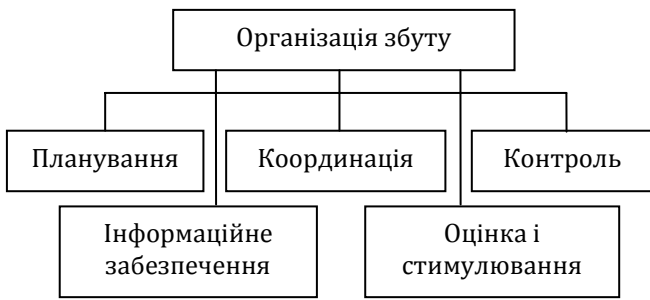 Організація збуту
Планування
Координація
Контроль
Інформаційне
забезпечення
Оцінка і
стимулювання